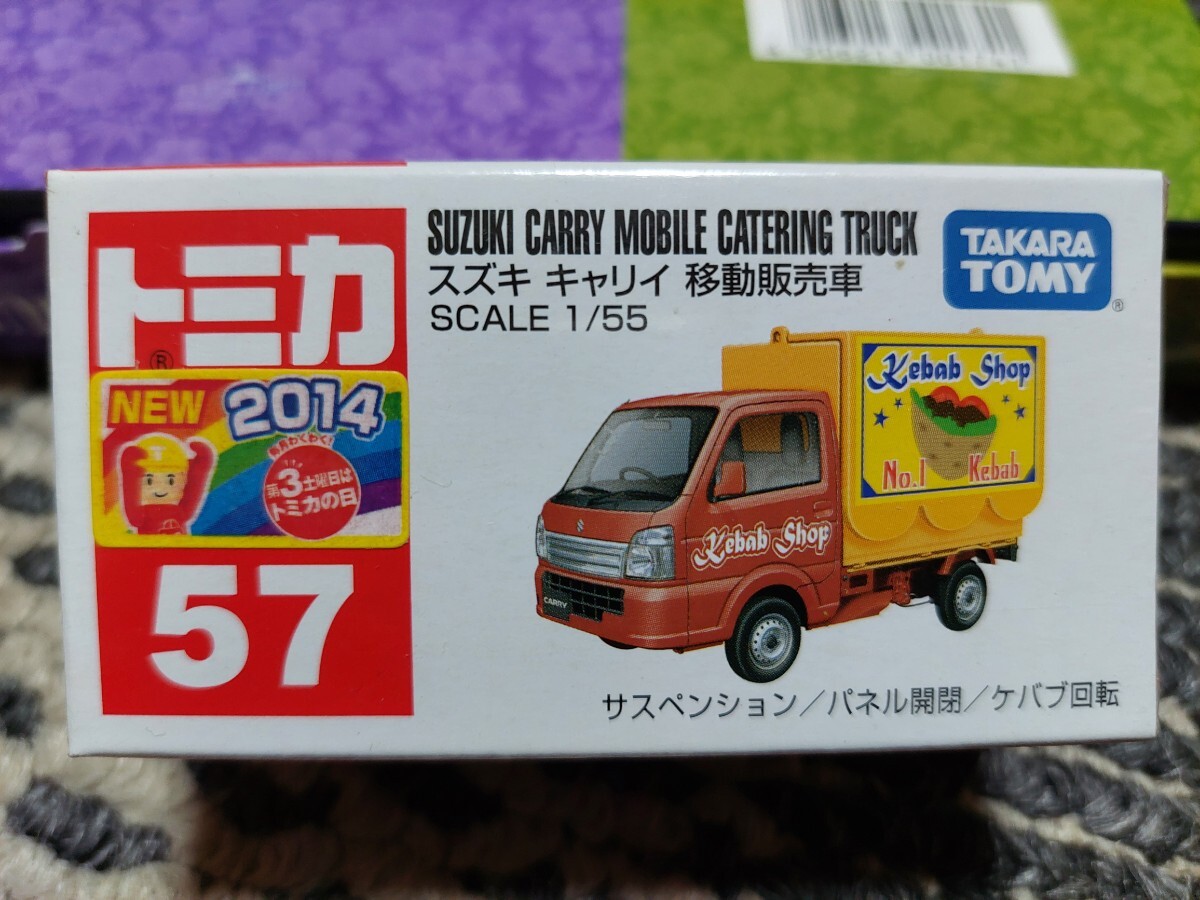 トミカ
®
NEW
2014
毎月わくわく!
第3土曜日は
トミカの日
57
SUZUKI CARRY MOBILE CATERING TRUCK
スズキ キャリイ 移動販売車
SCALE 1/55
TAKARA
TOMY
®
Kebab Shop
No.1 Kebab
Kebab Shop
CARRY
サスペンション/パネル開閉/ケバブ回転